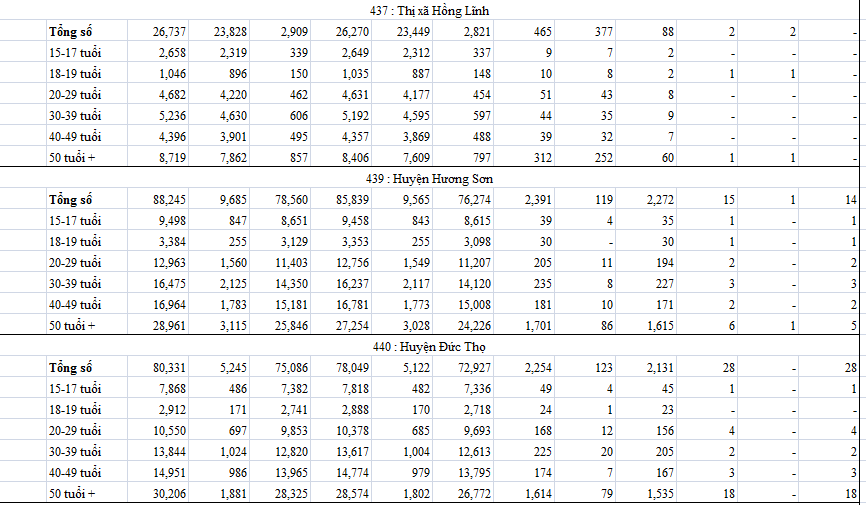 437 : Thị xã Hồng Lĩnh
Tổng số 26,737 23,828 2,909 26,270 23,449 2,821 465 377 88 2 2 -
15-17 tuổi 2,658 2,319 339 2,649 2,312 337 9 7 2 - - -
18-19 tuổi 1,046 896 150 1,035 887 148 10 8 2 1 1 -
20-29 tuổi 4,682 4,220 462 4,631 4,177 454 51 43 8 - - -
30-39 tuổi 5,236 4,630 606 5,192 4,595 597 44 35 9 - - -
40-49 tuổi 4,396 3,901 495 4,357 3,869 488 39 32 7 - - -
50 tuổi + 8,719 7,862 857 8,406 7,609 797 312 252 60 1 1 -
439 : Huyện Hương Sơn
Tổng số 88,245 9,685 78,560 85,839 9,565 76,274 2,391 119 2,272 15 1 14
15-17 tuổi 9,498 847 8,651 9,458 843 8,615 39 4 35 1 - 1
18-19 tuổi 3,384 255 3,129 3,353 255 3,098 30 - 30 1 - 1
20-29 tuổi 12,963 1,560 11,403 12,756 1,549 11,207 205 11 194 2 - 2
30-39 tuổi 16,475 2,125 14,350 16,237 2,117 14,120 235 8 227 3 - 3
40-49 tuổi 16,964 1,783 15,181 16,781 1,773 15,008 181 10 171 2 - 2
50 tuổi + 28,961 3,115 25,846 27,254 3,028 24,226 1,701 86 1,615 6 1 5
440 : Huyện Đức Thọ
Tổng số 80,331 5,245 75,086 78,049 5,122 72,927 2,254 123 2,131 28 - 28
15-17 tuổi 7,868 486 7,382 7,818 482 7,336 49 4 45 1 - 1
18-19 tuổi 2,912 171 2,741 2,888 170 2,718 24 1 23 - - -
20-29 tuổi 10,550 697 9,853 10,378 685 9,693 168 12 156 4 - 4
30-39 tuổi 13,844 1,024 12,820 13,617 1,004 12,613 225 20 205 2 - 2
40-49 tuổi 14,951 986 13,965 14,774 979 13,795 174 7 167 3 - 3
50 tuổi + 30,206 1,881 28,325 28,574 1,802 26,772 1,614 79 1,535 18 - 18